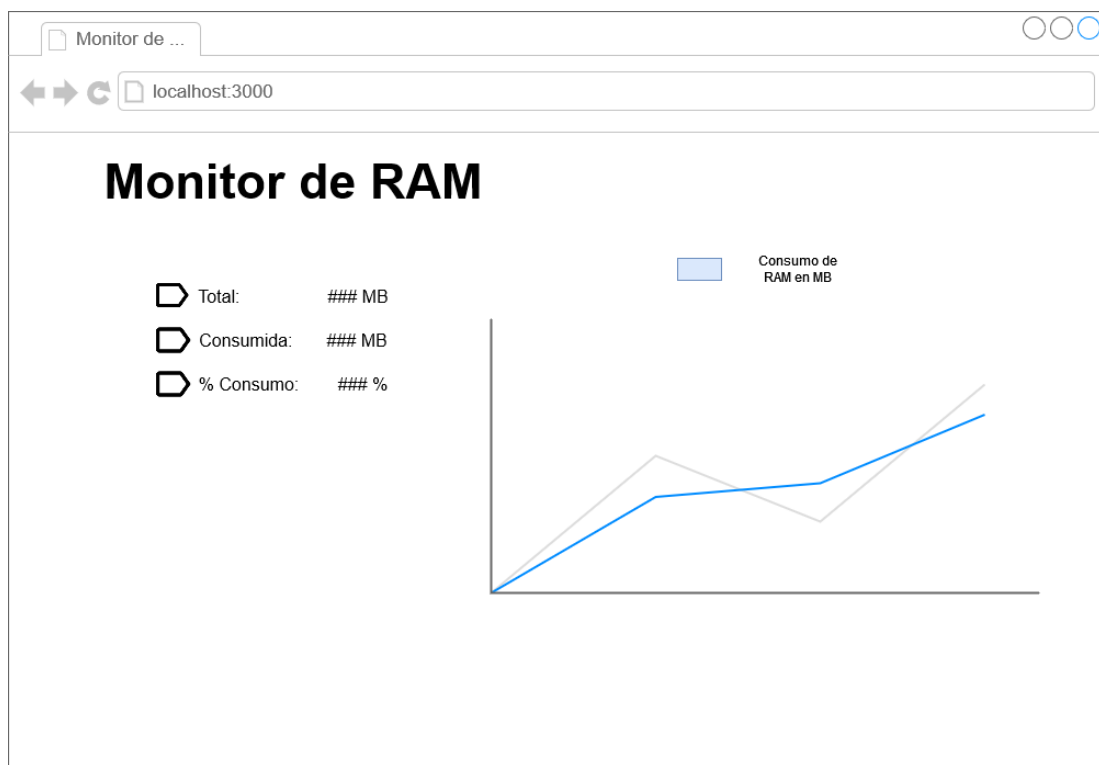 Monitor de ...
localhost:3000
Monitor de RAM
Total: ### MB
Consumida: ### MB
% Consumo: ### %
Consumo de
RAM en MB